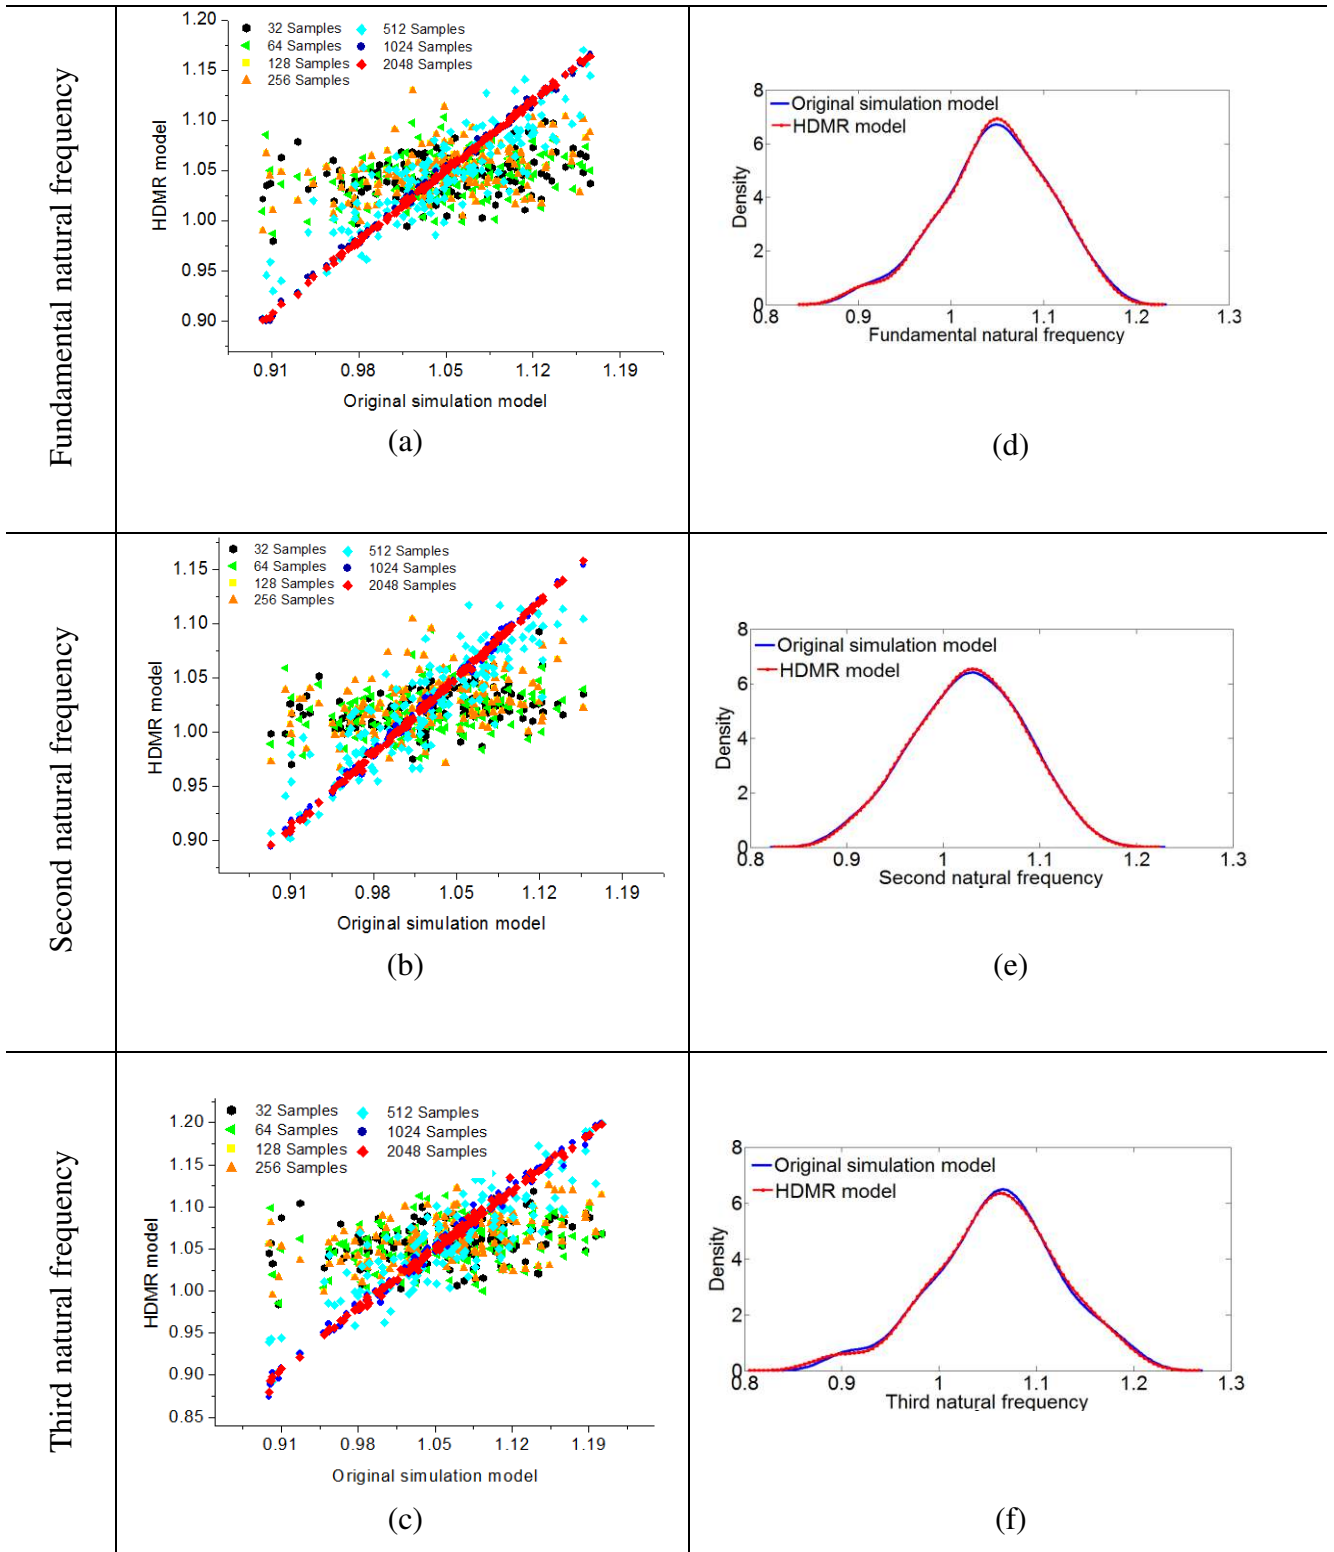 Fundamental natural frequency
HDMR model
1.20
1.15
1.10
1.05
1.00
0.95
0.90
32 Samples
64 Samples
128 Samples
256 Samples
512 Samples
1024 Samples
2048 Samples
0.91 0.98 1.05 1.12 1.19
Original simulation model
(a)
Density
8
6
4
2
0
Original simulation model
HDMR model
0.8 0.9 1 1.1 1.2 1.3
Fundamental natural frequency
(d)
Second natural frequency
HDMR model
1.15
1.10
1.05
1.00
0.95
0.90
32 Samples
64 Samples
128 Samples
256 Samples
512 Samples
1024 Samples
2048 Samples
0.91 0.98 1.05 1.12 1.19
Original simulation model
(b)
Density
8
6
4
2
0
Original simulation model
HDMR model
0.8 0.9 1 1.1 1.2 1.3
Second natural frequency
(e)
Third natural frequency
HDMR model
1.20
1.15
1.10
1.05
1.00
0.95
0.90
0.85
32 Samples
64 Samples
128 Samples
256 Samples
512 Samples
1024 Samples
2048 Samples
0.91 0.98 1.05 1.12 1.19
Original simulation model
(c)
Density
8
6
4
2
0
Original simulation model
HDMR model
0.8 0.9 1 1.1 1.2 1.3
Third natural frequency
(f)